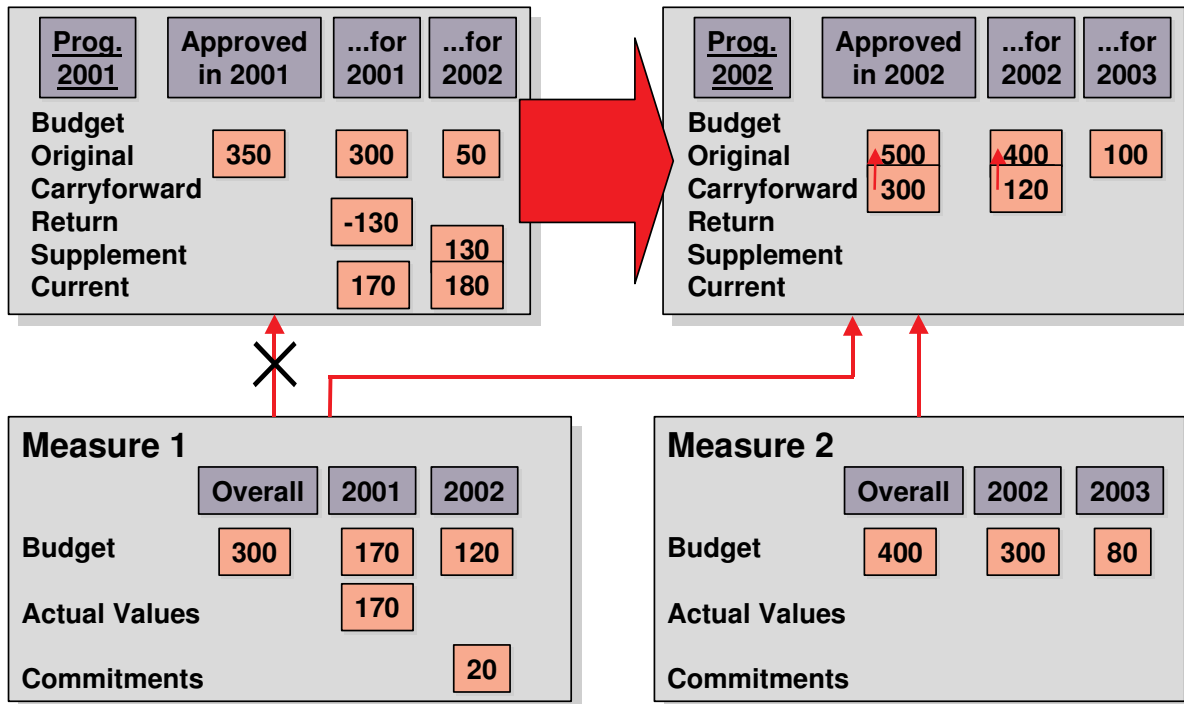 Prog. 2001
Approved in 2001
...for 2001
...for 2002
Budget
Original 350 300 50
Carryforward
Return -130
Supplement 130
Current 170 180
Prog. 2002
Approved in 2002
...for 2002
...for 2003
Budget
Original 500 400 100
Carryforward 300 120
Return
Supplement
Current
Measure 1
Overall 2001 2002
Budget 300 170 120
Actual Values 170
Commitments 20
Measure 2
Overall 2002 2003
Budget 400 300 80
Actual Values
Commitments